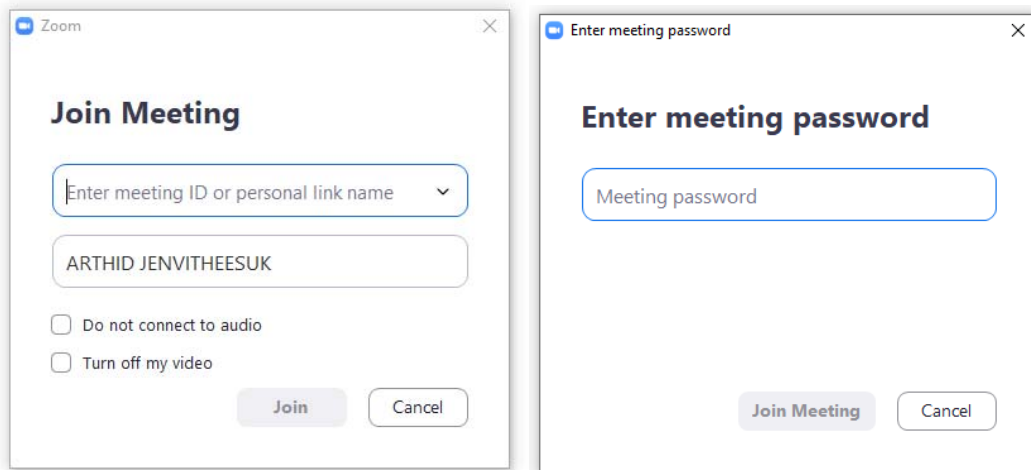 Zoom
Join Meeting
Enter meeting ID or personal link name
ARTHID JENVITHEESUK
Do not connect to audio
Turn off my video
Join
Cancel
Enter meeting password
Enter meeting password
Meeting password
Join Meeting
Cancel